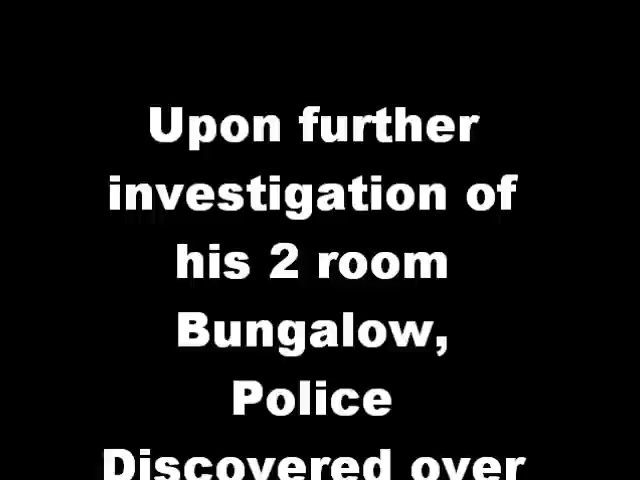 Upon further
investigation of
his 2 room
Bungalow,
Police
Discovered over